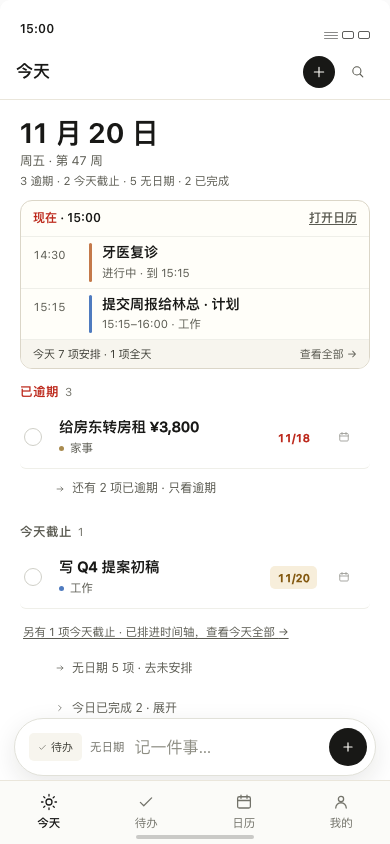 15:00
今天
11 月 20 日
周五 · 第 47 周
3 逾期 · 2 今天截止 · 5 无日期 · 2 已完成
现在 · 15:00 打开日历
14:30 牙医复诊
进行中 · 到 15:15
15:15 提交周报给林总 · 计划
15:15–16:00 · 工作
今天 7 项安排 · 1 项全天 查看全部 →
已逾期 3
给房东转房租 ¥3,800 11/18
家事
→ 还有 2 项已逾期 · 只看逾期
今天截止 1
写 Q4 提案初稿 11/20
工作
另有 1 项今天截止 · 已排进时间轴，查看今天全部 →
→ 无日期 5 项 · 去未安排
› 今日已完成 2 · 展开
✓ 待办 无日期 记一件事...
今天 待办 日历 我的